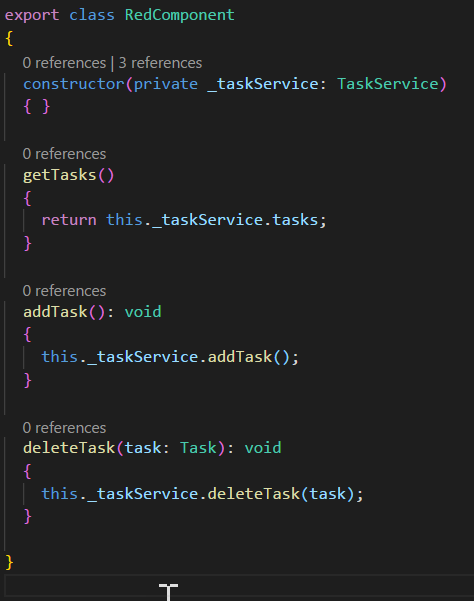 export class RedComponent
{
0 references | 3 references
constructor(private _taskService: TaskService)
{ }
0 references
getTasks()
{
return this._taskService.tasks;
}
0 references
addTask(): void
{
this._taskService.addTask();
}
0 references
deleteTask(task: Task): void
{
this._taskService.deleteTask(task);
}
}